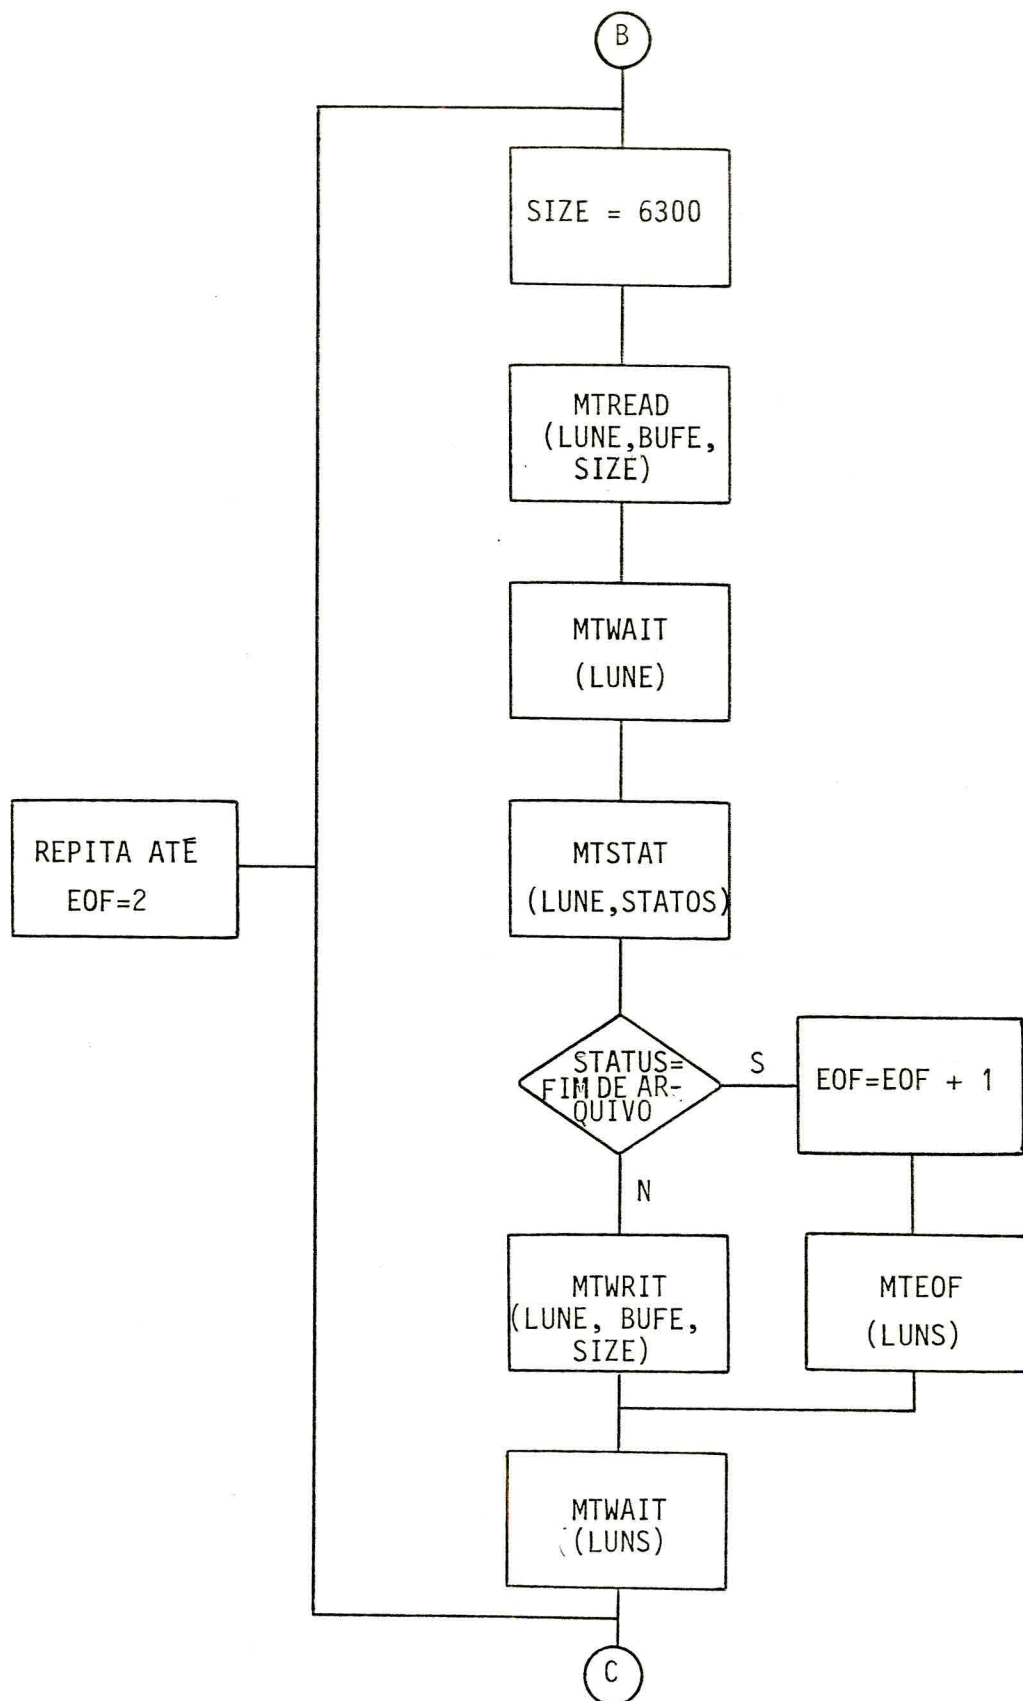 B
SIZE = 6300
MTREAD
(LUNE,BUFE,
SIZE)
MTWAIT
(LUNE)
REPITA ATÉ
EOF=2
MTSTAT
(LUNE,STATOS)
STATUS=
FIM DE AR-
QUIVO
S
EOF=EOF + 1
N
MTWRIT
(LUNE, BUFE,
SIZE)
MTEOF
(LUNS)
MTWAIT
(LUNS)
C